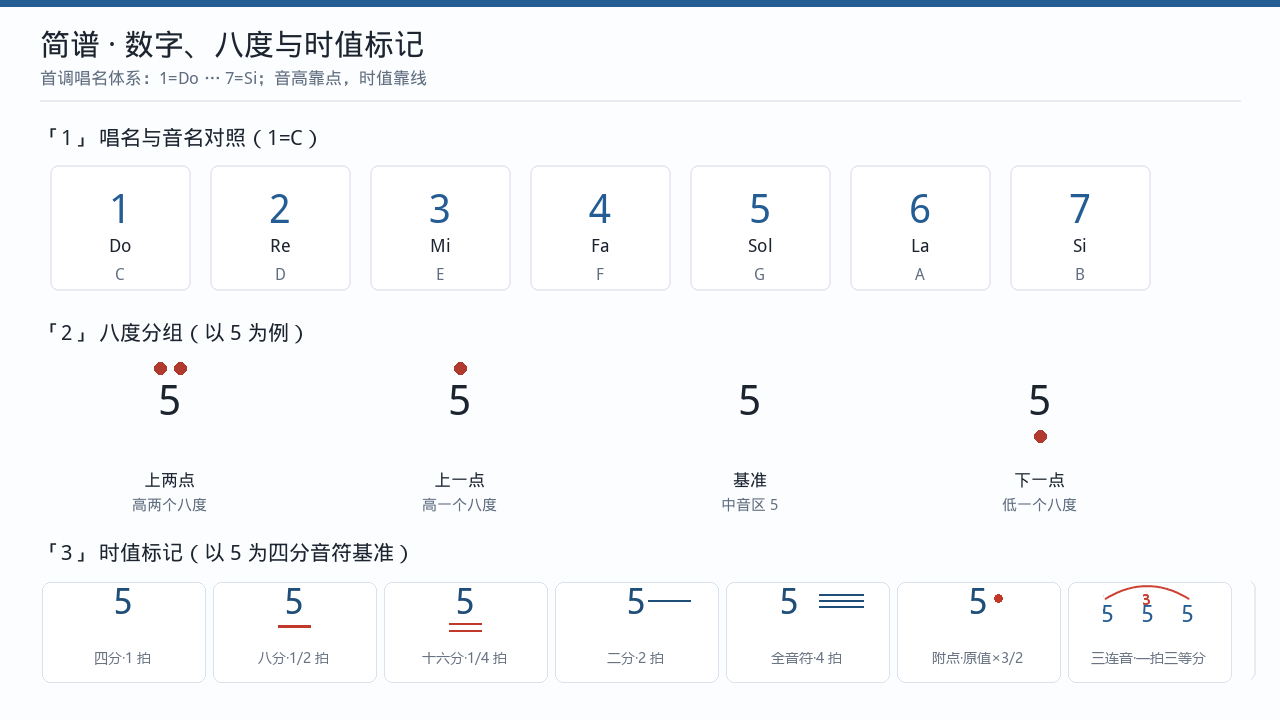 简谱 · 数字、八度与时值标记
首调唱名体系：1=Do ··· 7=Si；音高靠点，时值靠线
「1」唱名与音名对照（1=C）
1 2 3 4 5 6 7
Do Re Mi Fa Sol La Si
C D E F G A B
「2」八度分组（以 5 为例）
5 5 5 5
上两点 上一点 基准 下一点
高两个八度 高一个八度 中音区 5 低一个八度
「3」时值标记（以 5 为四分音符基准）
3
5 5 5 5 5 5 5 5 5
四分·1 拍 八分·1/2 拍 十六分·1/4 拍 二分·2 拍 全音符·4 拍 附点·原值×3/2 三连音·一拍三等分